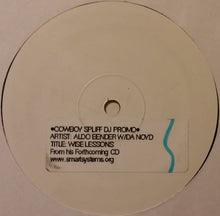 *COWBOY SPLIFF DJ PROMO*
ARTIST: ALDO BENDER W/DA NOYD
TITLE: WISE LESSONS
From his Forthcoming CD
www.smartsystems.org